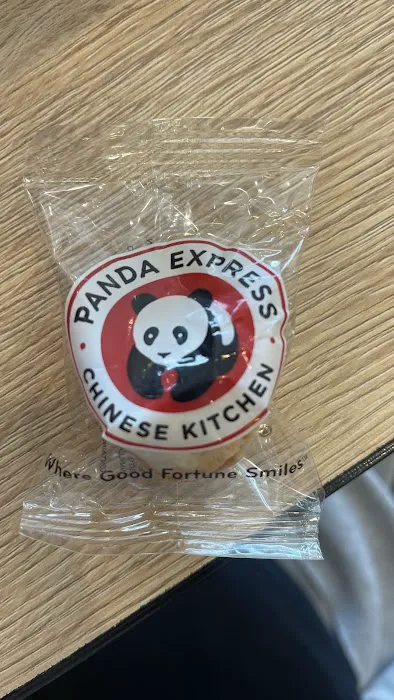 PANDA EXPRESS
CHINESE KITCHEN
Where Good Fortune Smiles